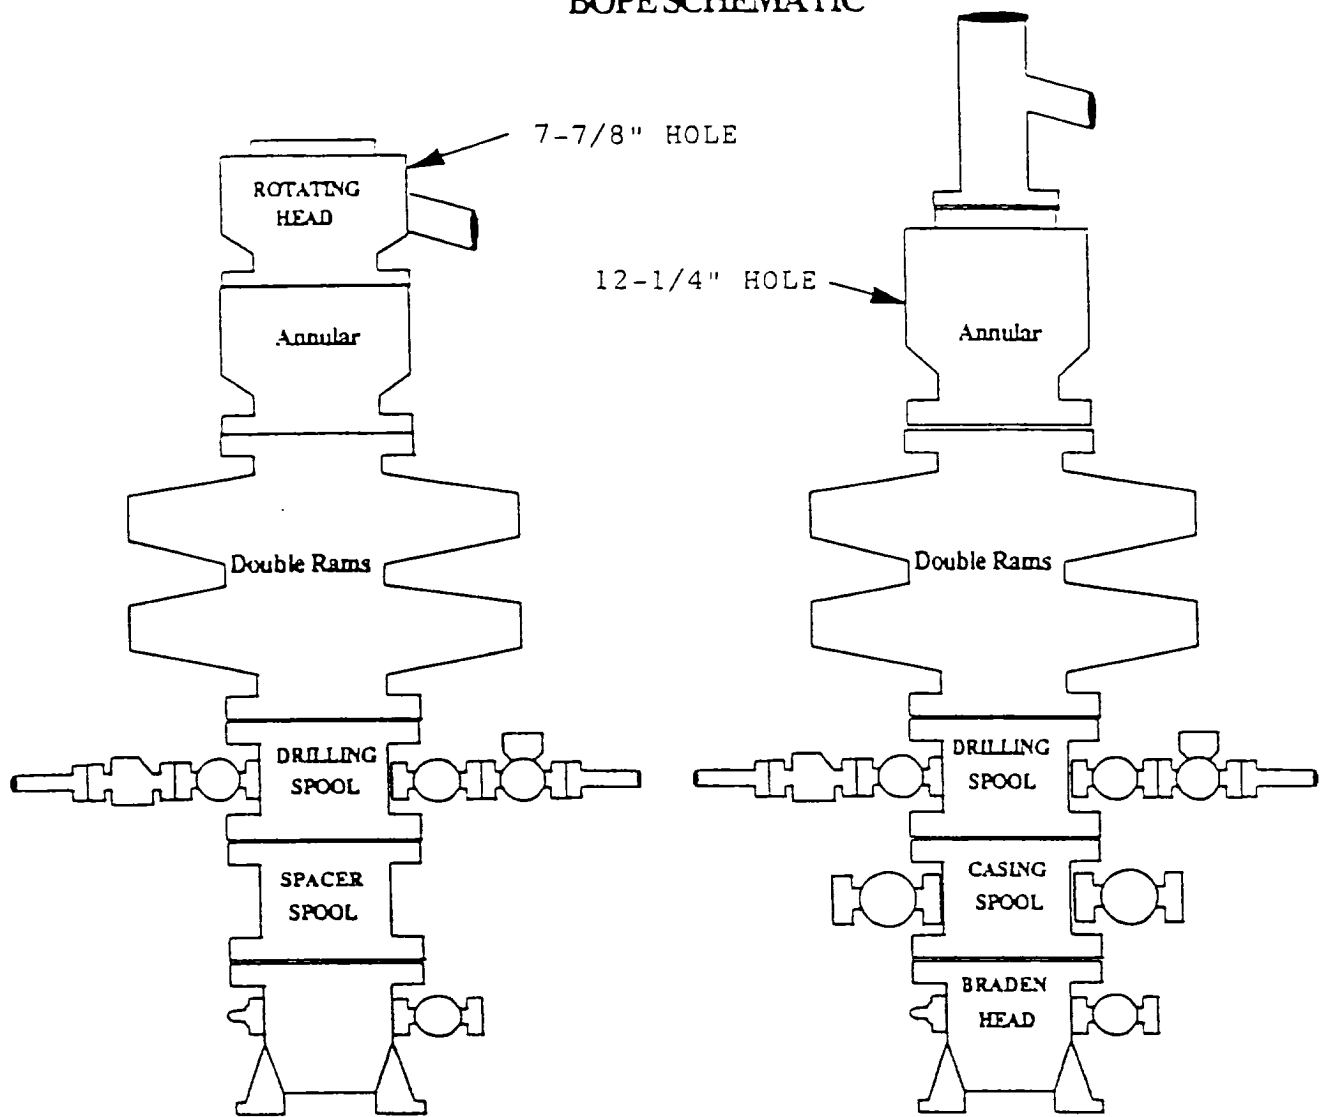 BOPE SCHEMATIC
7-7/8" HOLE
ROTATING
HEAD
12-1/4" HOLE
Annular
Annular
Double Rams
Double Rams
DRILLING
SPOOL
DRILLING
SPOOL
SPACER
SPOOL
CASING
SPOOL
BRADEN
HEAD